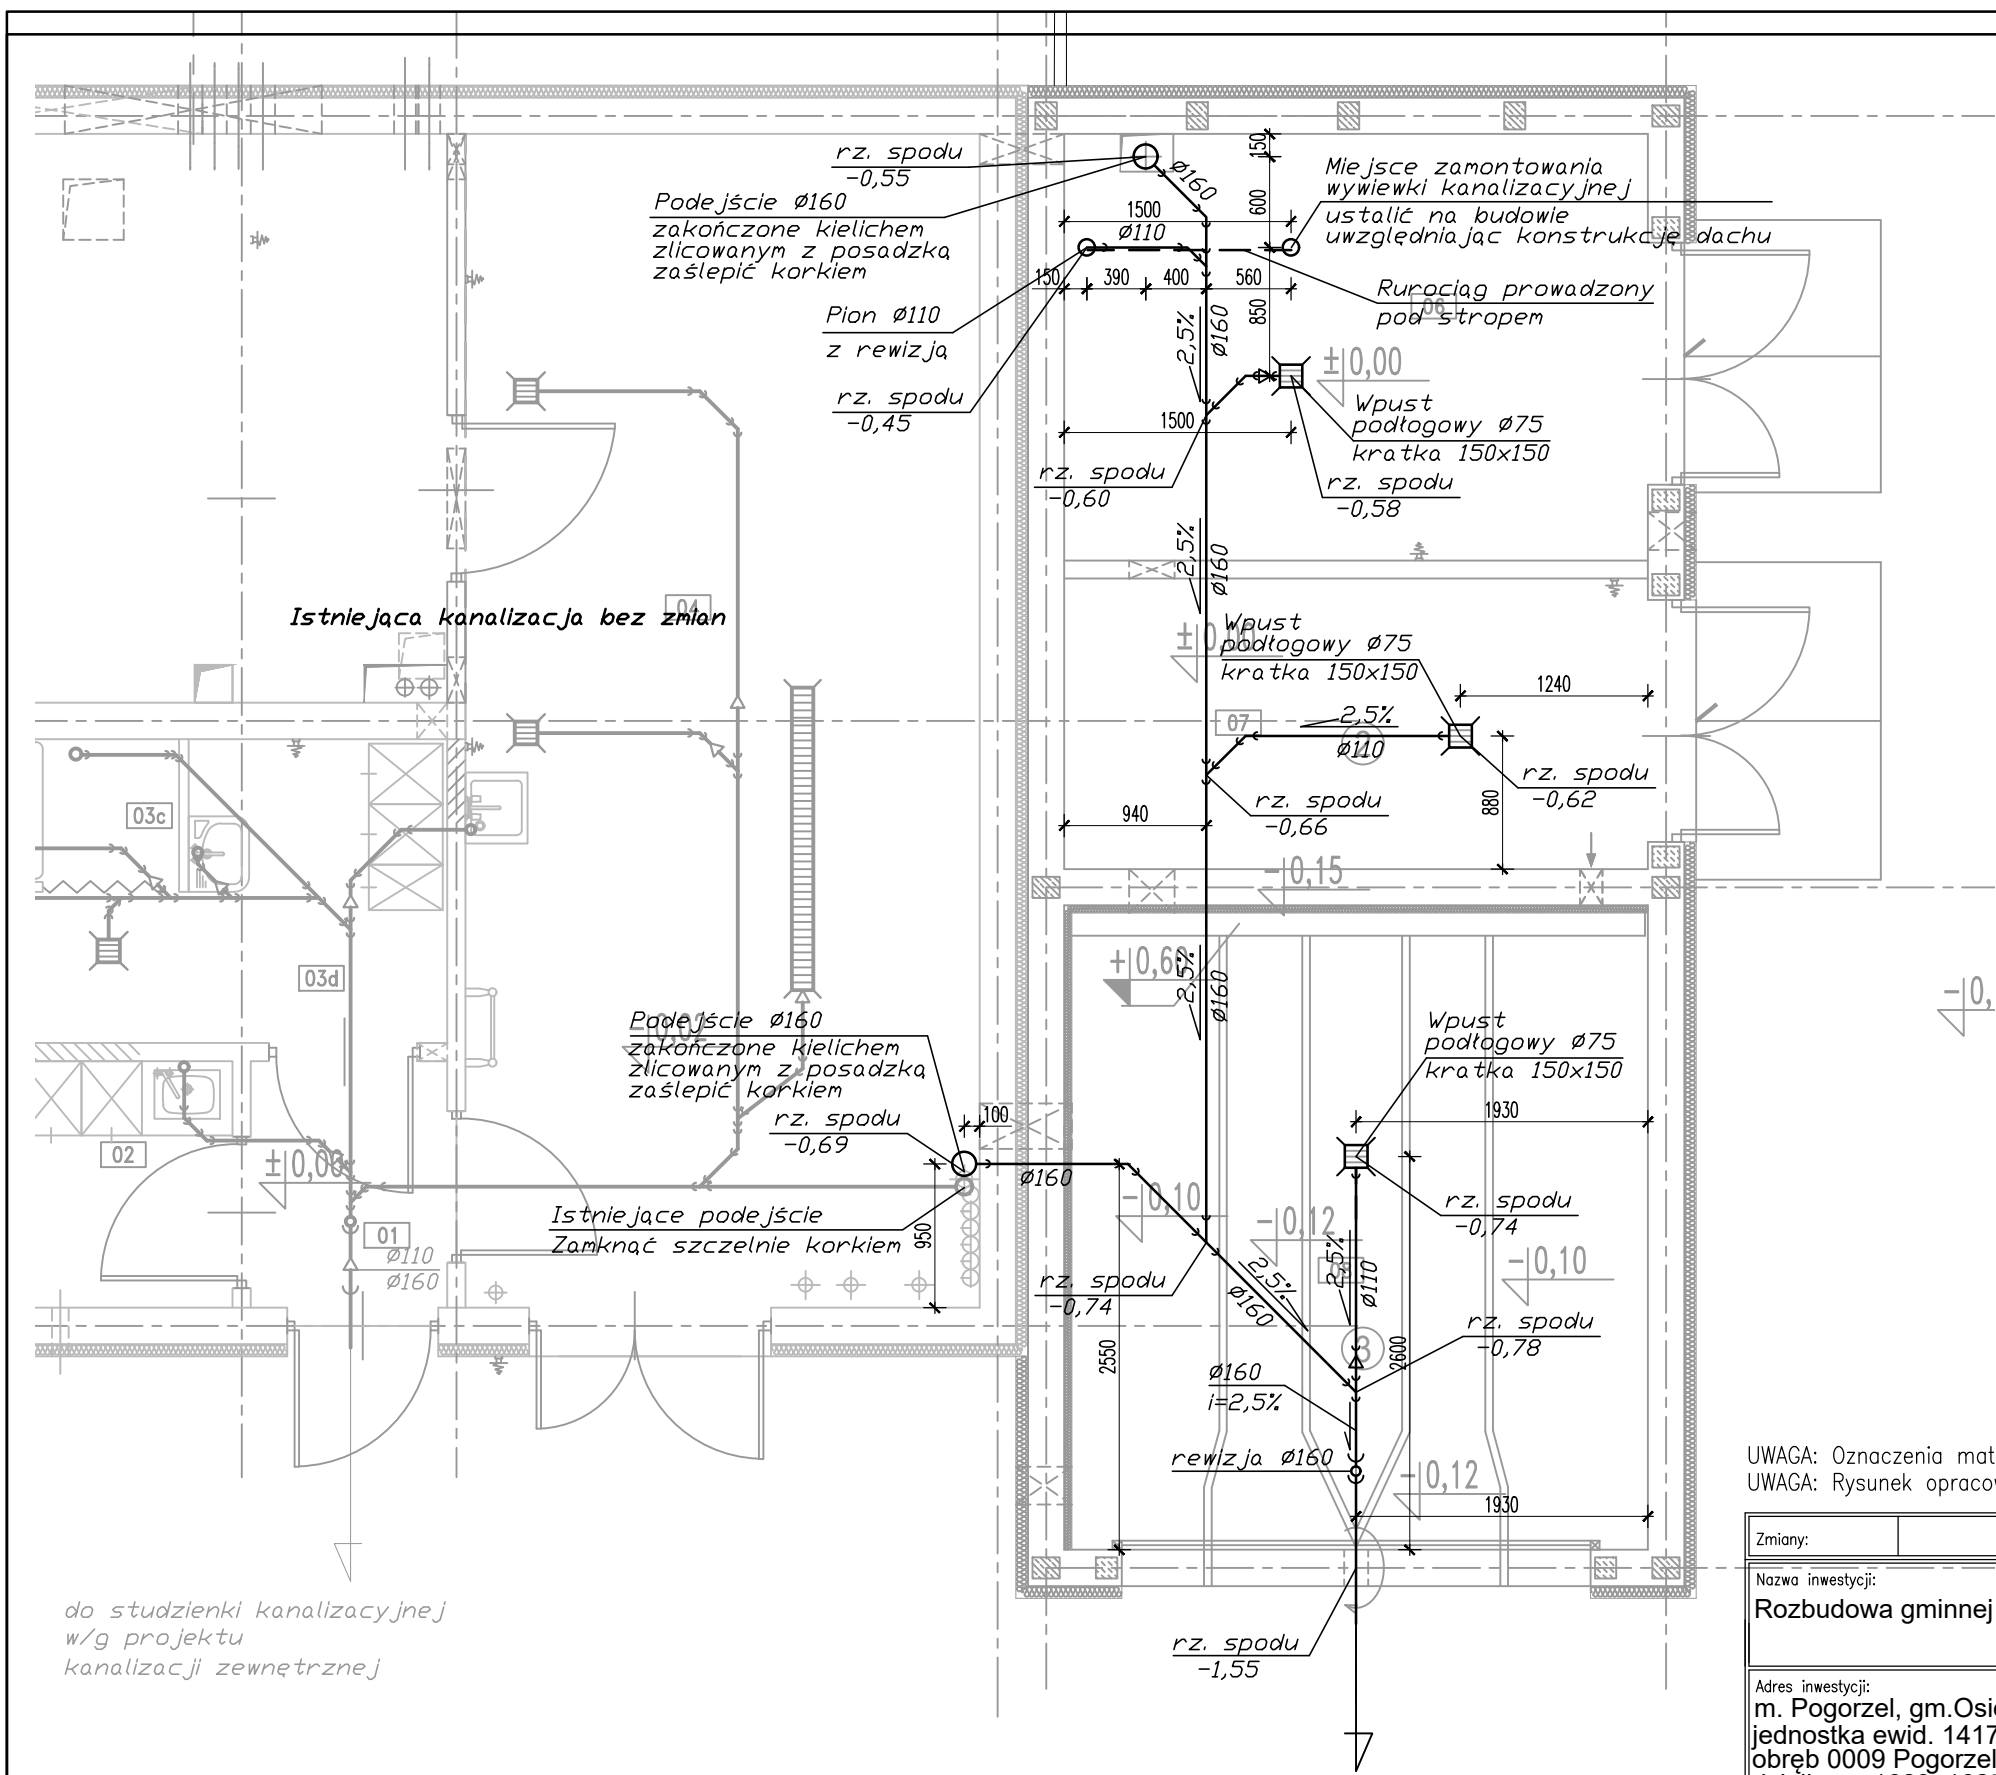 rz. spodu
-0,55
Podejście ø160
zakończone kielichem
zlicowanym z posadzką
zaślepić korkiem
Pion ø110
z rewizją
rz. spodu
-0,45
ø160
150
600
850
1500
ø110
150
390
400
560
Miejsce zamontowania
wywiewki kanalizacyjnej
ustalić na budowie
uwzględniając konstrukcję dachu
Rurociąg prowadzony
pod stropem
06
2,5%
ø160
±0,00
Wpust
podłogowy ø75
kratka 150x150
1500
rz. spodu
-0,60
rz. spodu
-0,58
2,5%
ø160
Istniejąca kanalizacja bez zmian
04
±0,00
Wpust
podłogowy ø75
kratka 150x150
1240
07
2,5%
ø110
2
rz. spodu
-0,62
rz. spodu
-0,66
880
940
-0,15
03c
03d
+0,60
2,5%
ø160
-0,
-0,02
Podejście ø160
zakończone kielichem
zlicowanym z posadzką
zaślepić korkiem
rz. spodu
-0,69
100
Wpust
podłogowy ø75
kratka 150x150
1930
02
±0,00
ø160
-0,10
-0,12
rz. spodu
-0,74
-0,10
01
ø110
ø160
Istniejące podejście
Zamknąć szczelnie korkiem
950
rz. spodu
-0,74
2,5%
ø160
2,5%
ø110
rz. spodu
-0,78
3
2550
2600
ø160
i=2,5%
rewizja ø160
-0,12
1930
UWAGA: Oznaczenia mat
UWAGA: Rysunek opraco
Zmiany:
Nazwa inwestycji:
Rozbudowa gminnej
do studzienki kanalizacyjnej
w/g projektu
kanalizacji zewnętrznej
rz. spodu
-1,55
Adres inwestycji:
m. Pogorzel, gm.Osie
jednostka ewid. 1417
obręb 0009 Pogorzel